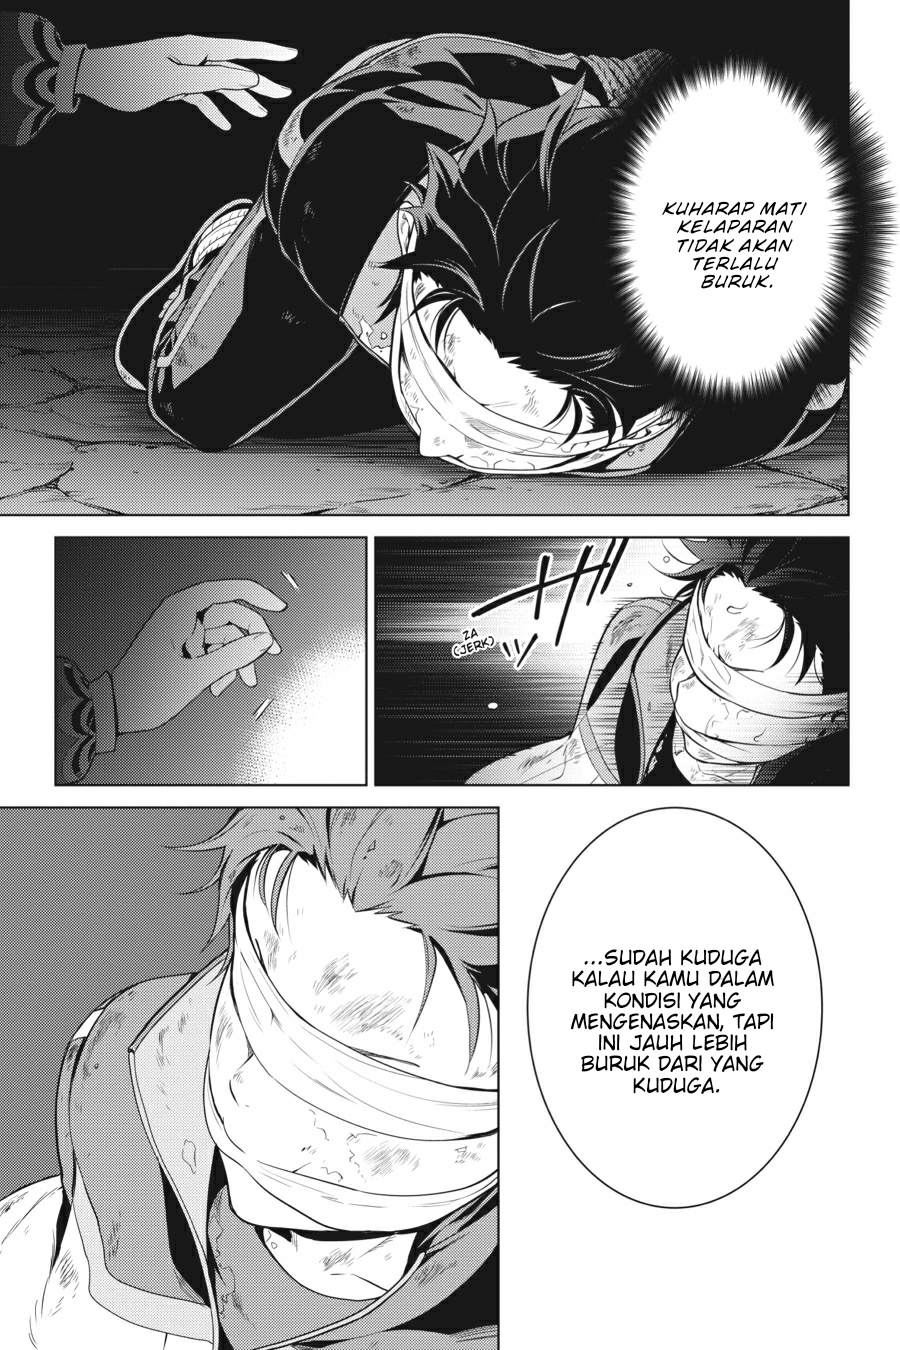 KUHARAP MATI
KELAPARAN
TIDAK AKAN
TERLALU
BURUK.
ZA
(JERK)
...SUDAH KUDUGA
KALAU KAMU DALAM
KONDISI YANG
MENGENASKAN, TAPI
INI JAUH LEBIH
BURUK DARI YANG
KUDUGA.